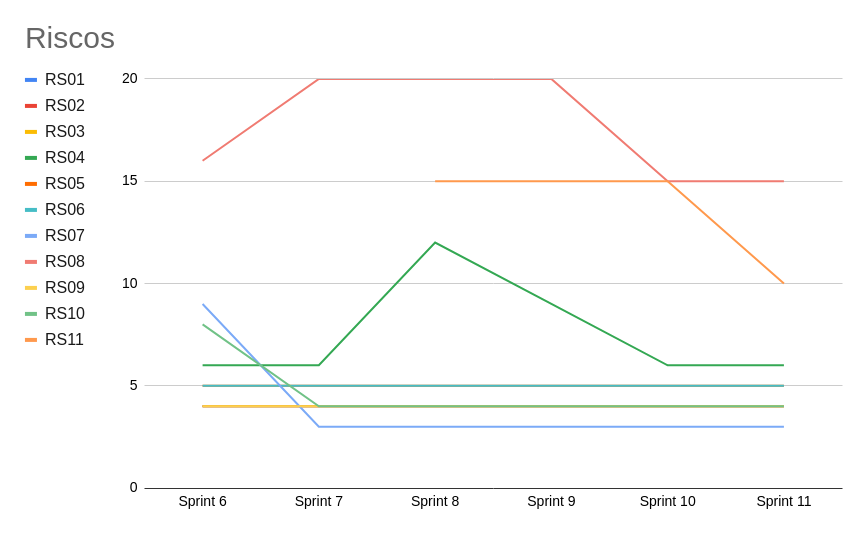 Riscos
RS01
RS02
RS03
RS04
RS05
RS06
RS07
RS08
RS09
RS10
RS11
20
15
10
5
0
Sprint 6 Sprint 7 Sprint 8 Sprint 9 Sprint 10 Sprint 11